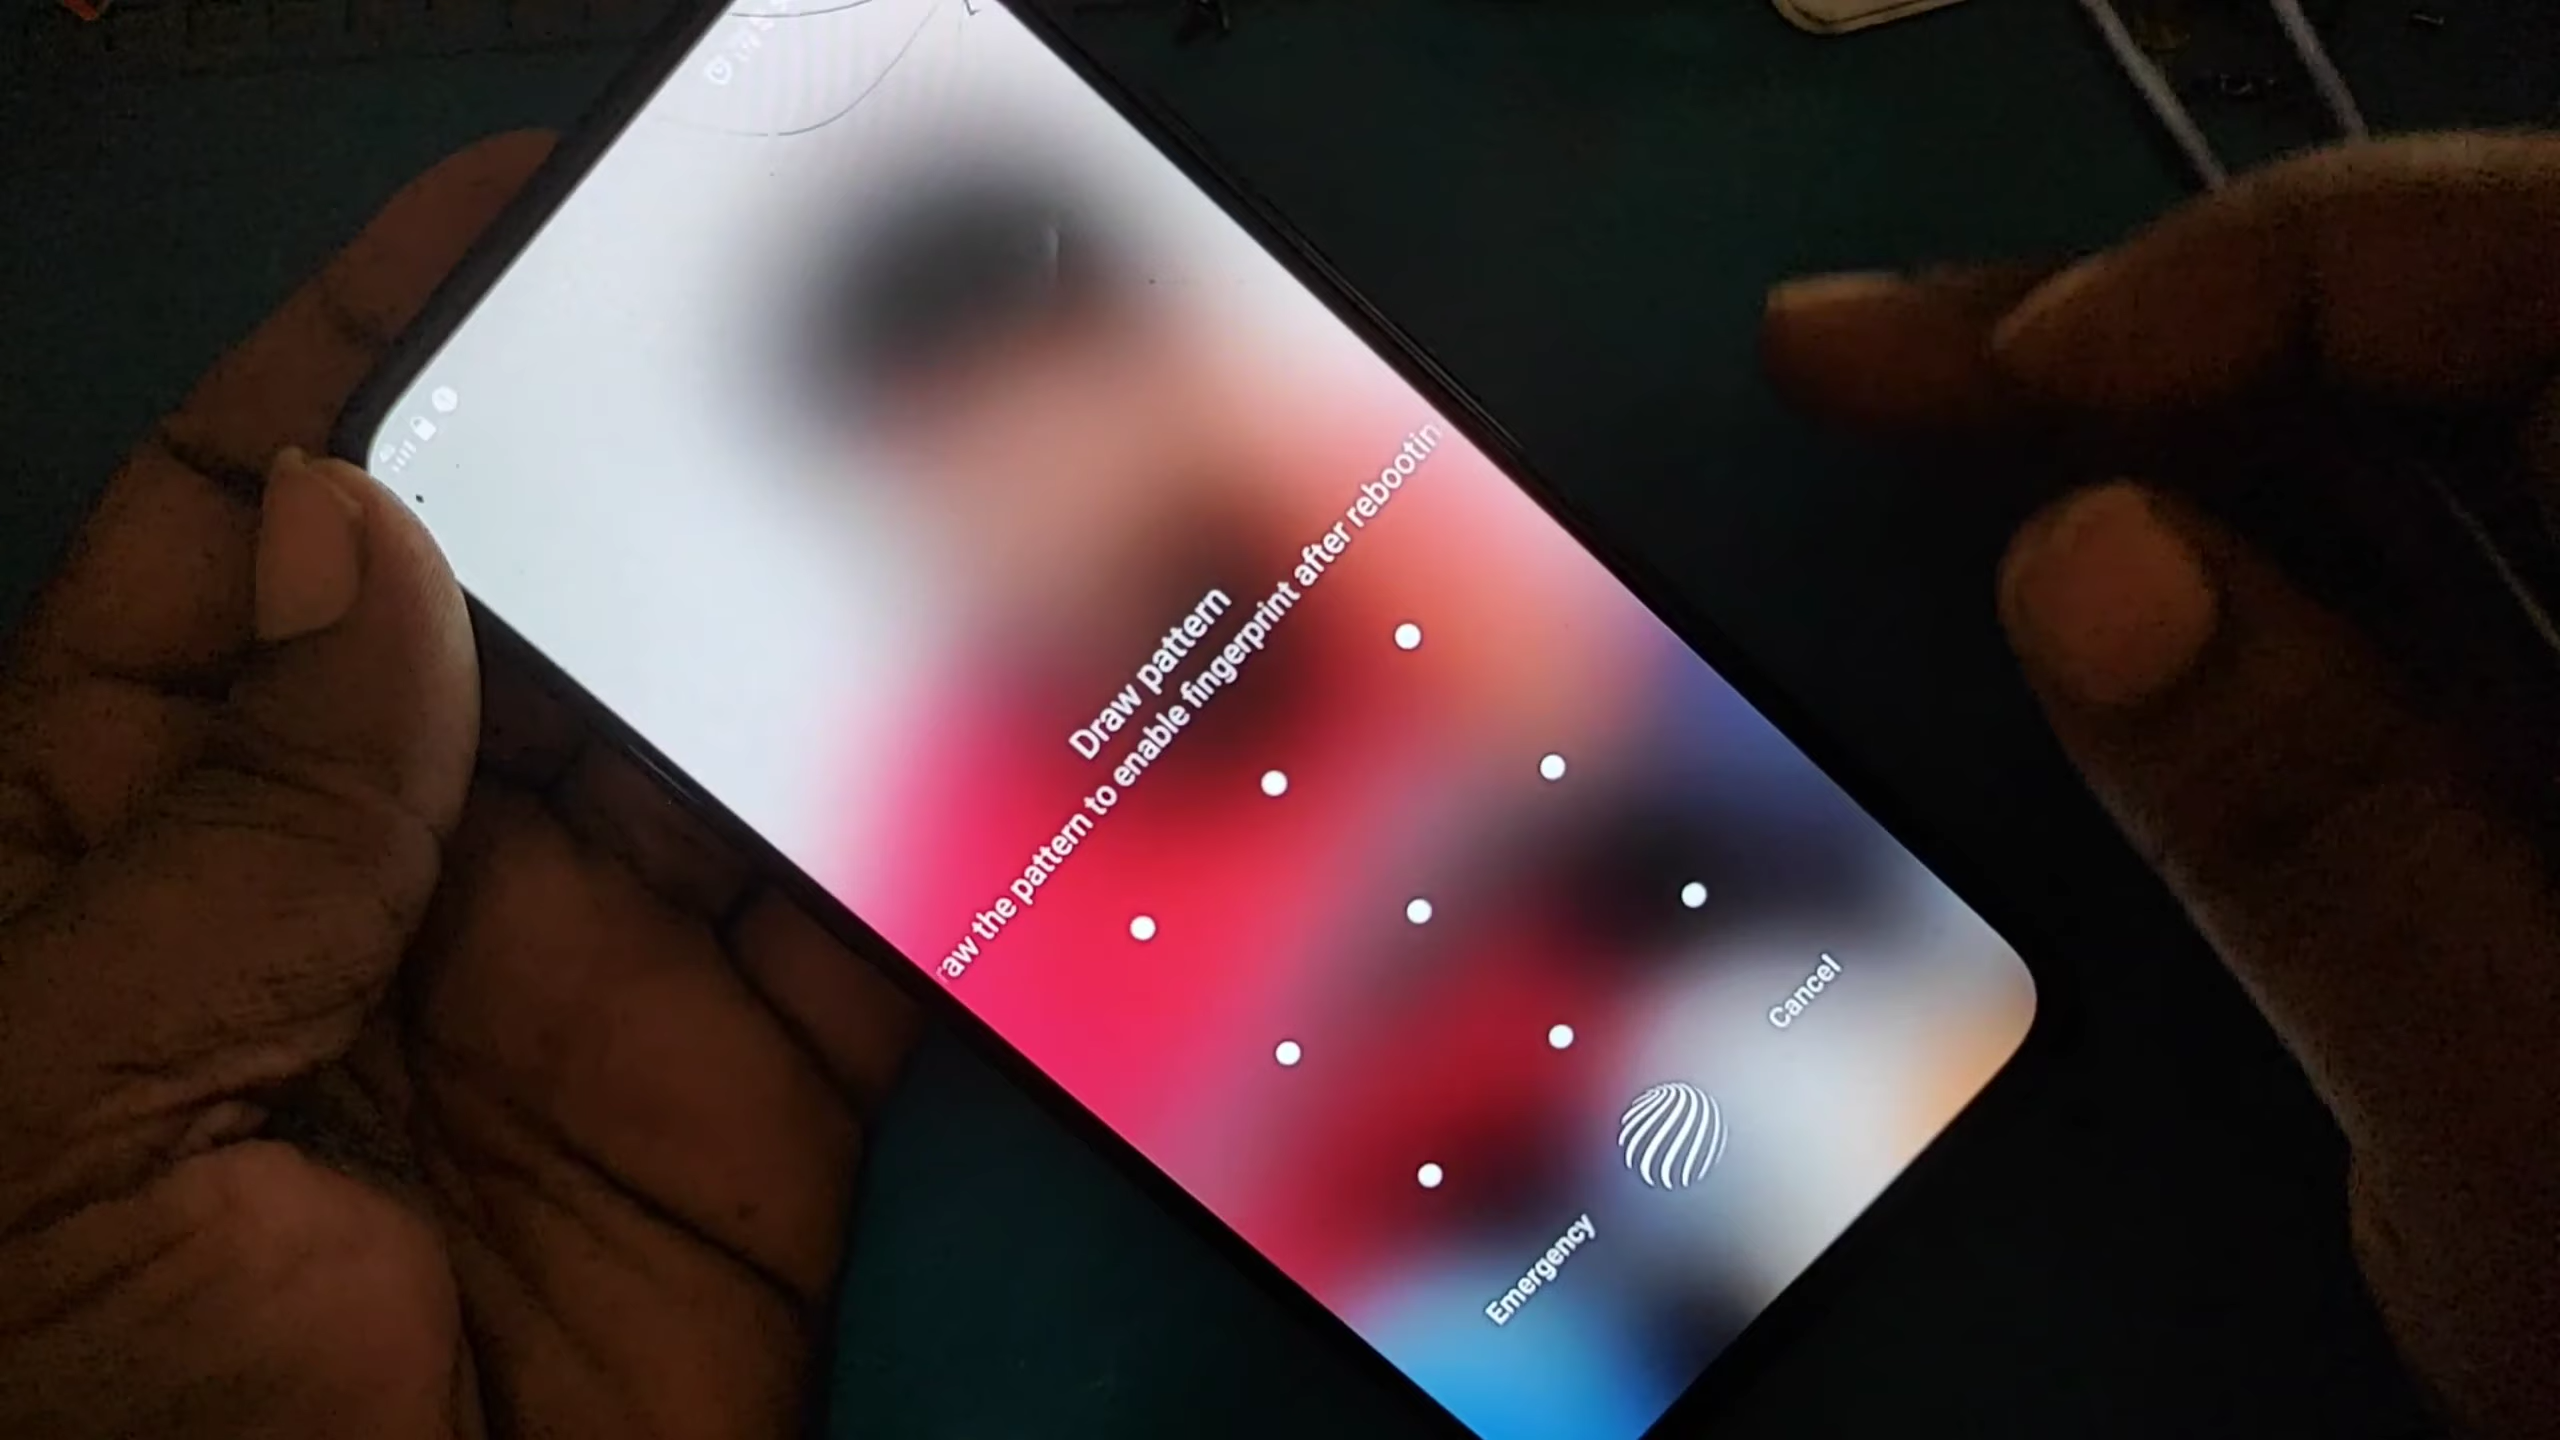 Draw pattern
raw the pattern to enable fingerprint after rebootin
Emergency
Cancel